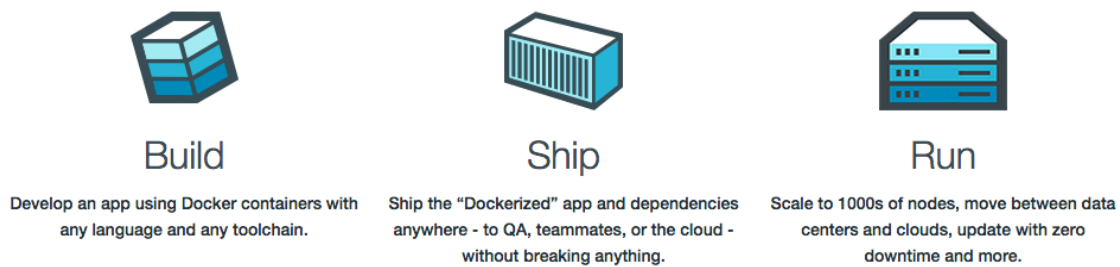 Build
Develop an app using Docker containers with
any language and any toolchain.
Ship
Ship the “Dockerized” app and dependencies
anywhere - to QA, teammates, or the cloud -
without breaking anything.
Run
Scale to 1000s of nodes, move between data
centers and clouds, update with zero
downtime and more.